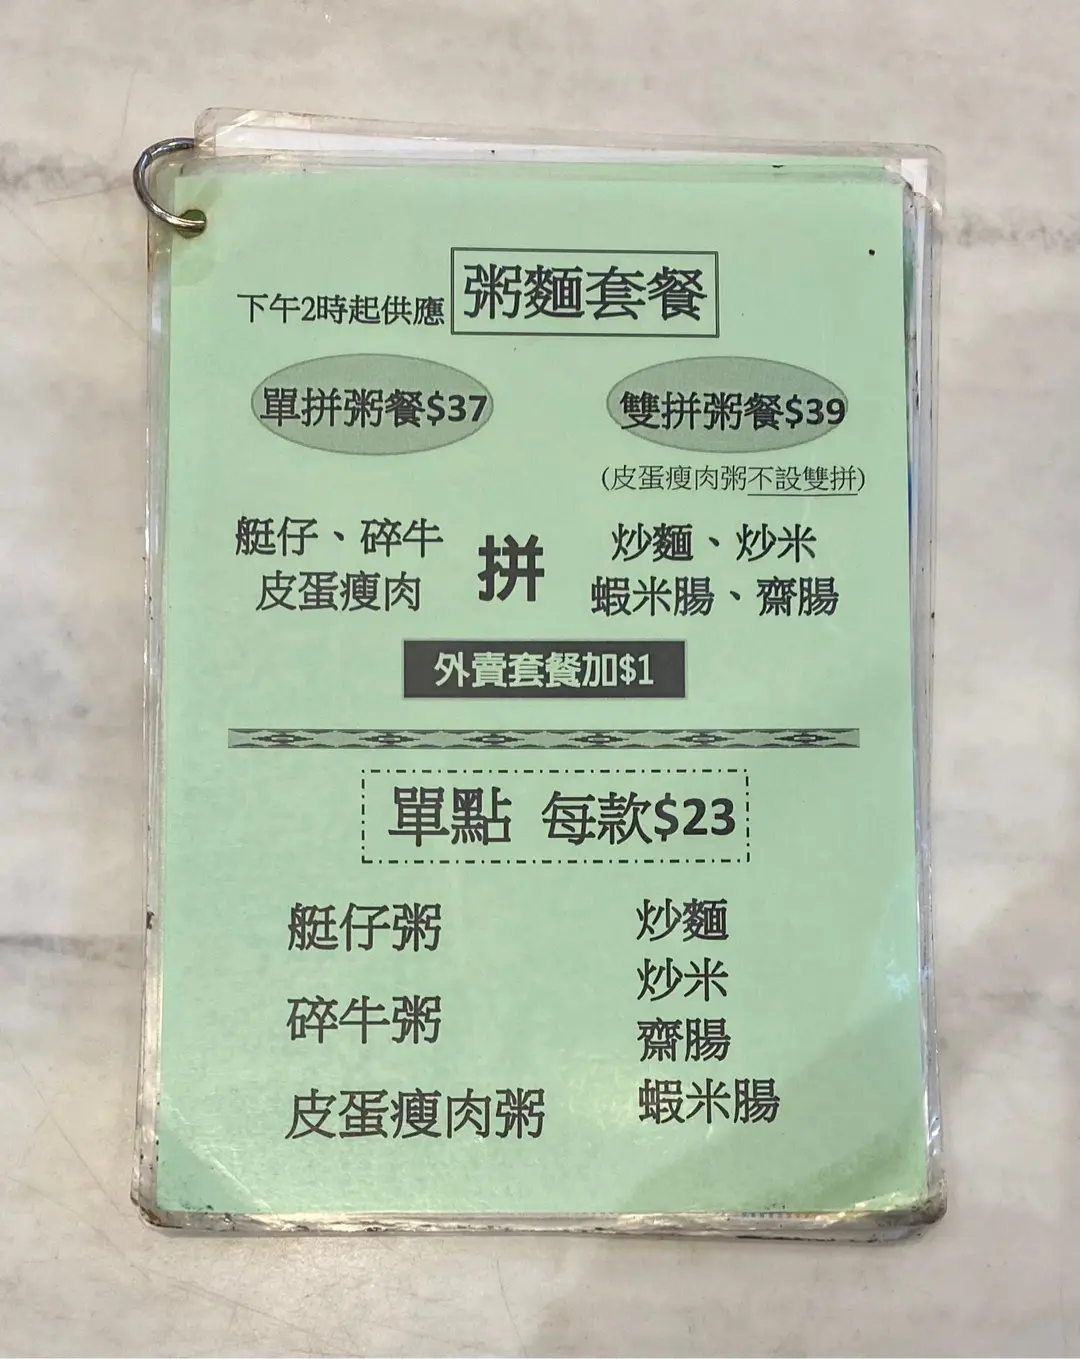 下午2時起供應 粥麵套餐
單拼粥餐$37 雙拼粥餐$39
(皮蛋瘦肉粥不設雙拼)
艇仔、碎牛 拼 炒麵、炒米
皮蛋瘦肉 蝦米腸、齋腸
外賣套餐加$1
單點 每款$23
艇仔粥
碎牛粥
皮蛋瘦肉粥
炒麵
炒米
齋腸
蝦米腸